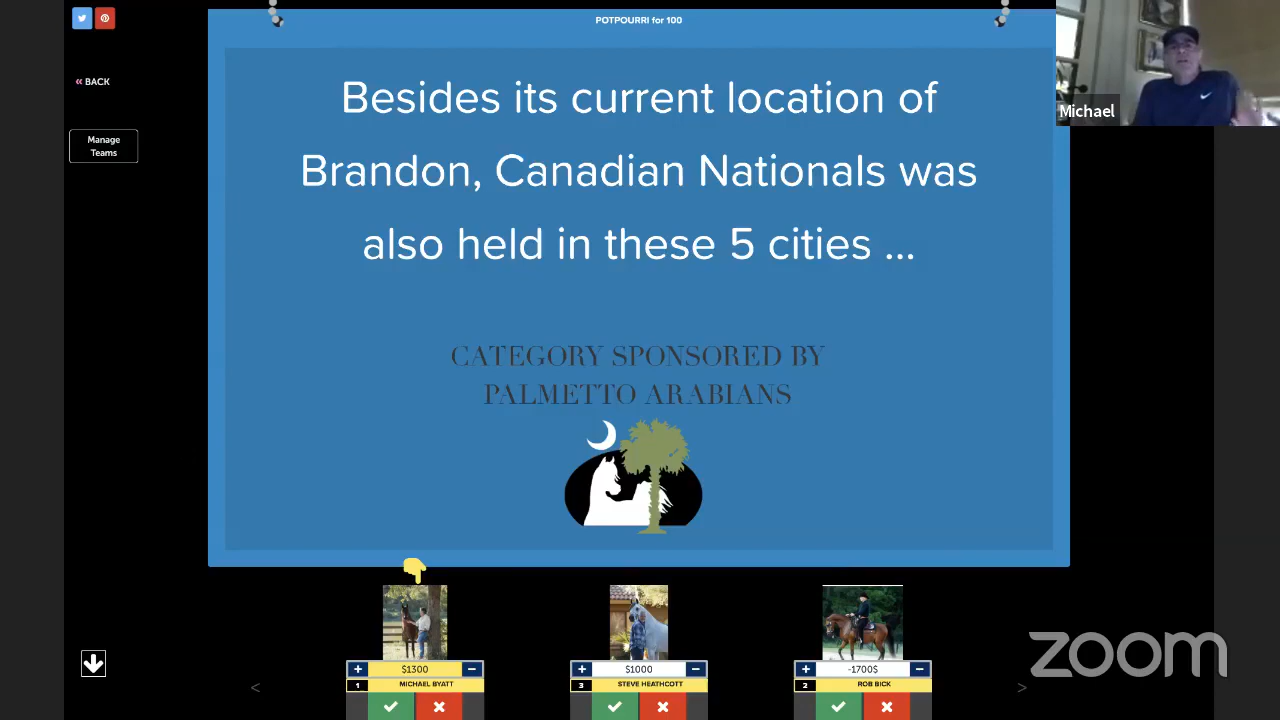 POTPOURRI for 100
« BACK
Manage
Teams
Besides its current location of
Brandon, Canadian Nationals was
also held in these 5 cities ...
CATEGORY SPONSORED BY
PALMETTO ARABIANS
Michael
+ $1300 −
1 MICHAEL BYATT
+ $1000 −
3 STEVE HEATHCOTT
+ -1700$ −
2 ROB BICK
< >
zoom